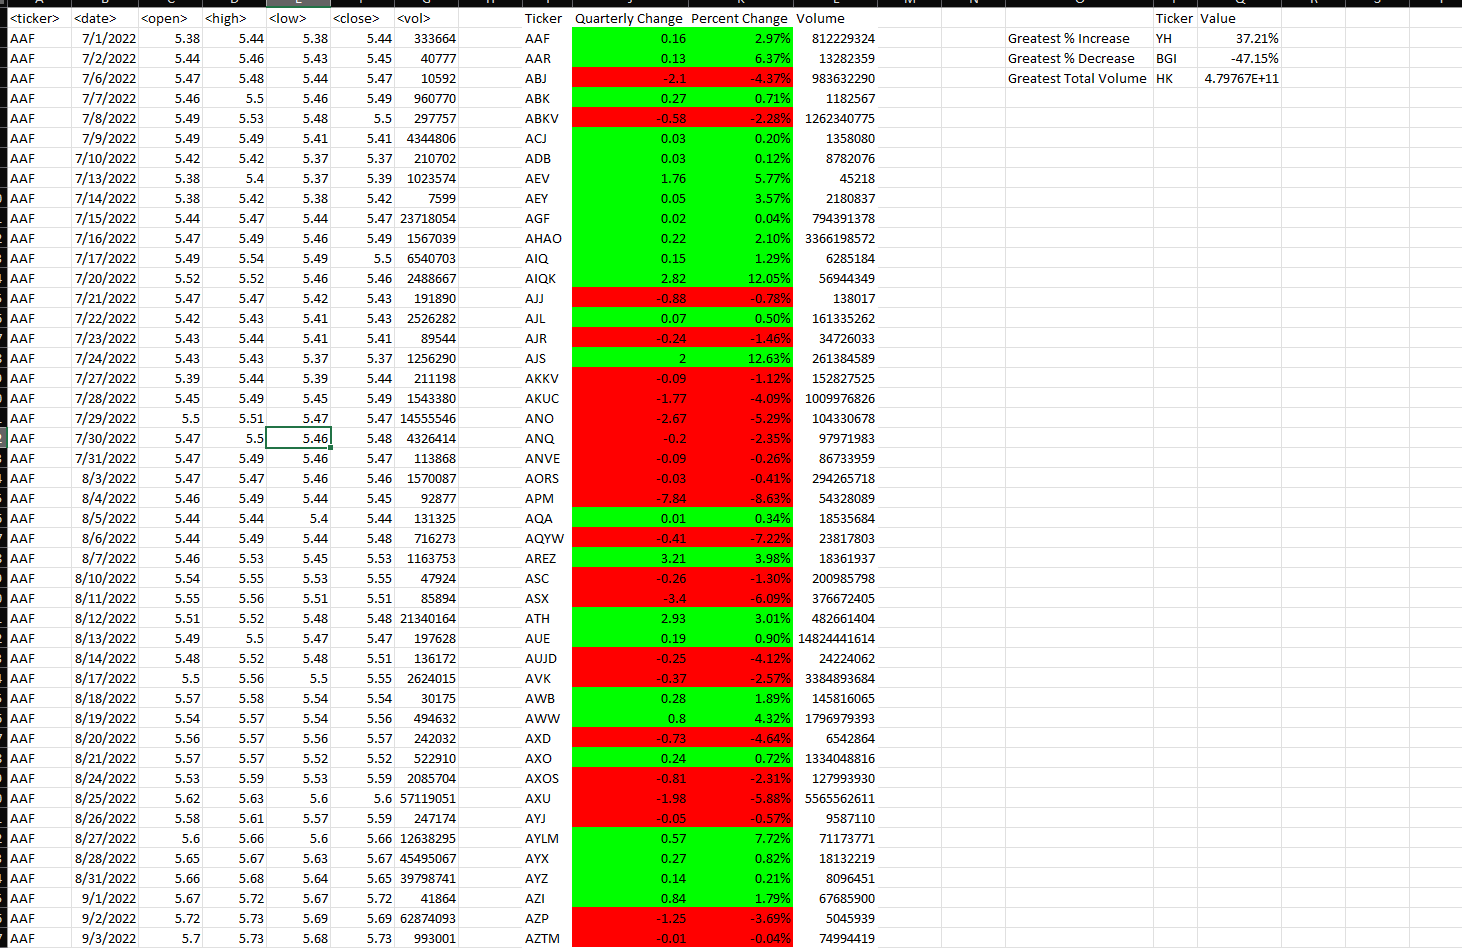 <ticker> <date> <open> <high> <low> <close> <vol> Ticker Quarterly Change Percent Change Volume Ticker Value
AAF 7/1/2022 5.38 5.44 5.38 5.44 333664 AAF 0.16 2.97% 812229324 Greatest % Increase YH 37.21%
AAF 7/2/2022 5.44 5.46 5.43 5.45 40777 AAR 0.13 6.37% 13282359 Greatest % Decrease BGI -47.15%
AAF 7/6/2022 5.47 5.48 5.44 5.47 10592 ABJ -2.1 -4.37% 983632290 Greatest Total Volume HK 4.79767E+11
AAF 7/7/2022 5.46 5.5 5.46 5.49 960770 ABK 0.27 0.71% 1182567
AAF 7/8/2022 5.49 5.53 5.48 5.5 297757 ABKV -0.58 -2.28% 1262340775
AAF 7/9/2022 5.49 5.49 5.41 5.41 4344806 ACJ 0.03 0.20% 1358080
AAF 7/10/2022 5.42 5.42 5.37 5.37 210702 ADB 0.03 0.12% 8782076
AAF 7/13/2022 5.38 5.4 5.37 5.39 1023574 AEV 1.76 5.77% 45218
AAF 7/14/2022 5.38 5.42 5.38 5.42 7599 AEY 0.05 3.57% 2180837
AAF 7/15/2022 5.44 5.47 5.44 5.47 23718054 AGF 0.02 0.04% 794391378
AAF 7/16/2022 5.47 5.49 5.46 5.49 1567039 AHAO 0.22 2.10% 3366198572
AAF 7/17/2022 5.49 5.54 5.49 5.5 6540703 AIQ 0.15 1.29% 6285184
AAF 7/20/2022 5.52 5.52 5.46 5.46 2488667 AIQK 2.82 12.05% 56944349
AAF 7/21/2022 5.47 5.47 5.42 5.43 191890 AJJ -0.88 -0.78% 138017
AAF 7/22/2022 5.42 5.43 5.41 5.43 2526282 AJL 0.07 0.50% 161335262
AAF 7/23/2022 5.43 5.44 5.41 5.41 89544 AJR -0.24 -1.46% 34726033
AAF 7/24/2022 5.43 5.43 5.37 5.37 1256290 AJS 2 12.63% 261384589
AAF 7/27/2022 5.39 5.44 5.39 5.44 211198 AKKV -0.09 -1.12% 152827525
AAF 7/28/2022 5.45 5.49 5.45 5.49 1543380 AKUC -1.77 -4.09% 1009976826
AAF 7/29/2022 5.5 5.51 5.47 5.47 14555546 ANO -2.67 -5.29% 104330678
AAF 7/30/2022 5.47 5.5 5.46 5.48 4326414 ANQ -0.2 -2.35% 97971983
AAF 7/31/2022 5.47 5.49 5.46 5.47 113868 ANVE -0.09 -0.26% 86733959
AAF 8/3/2022 5.47 5.47 5.46 5.46 1570087 AORS -0.03 -0.41% 294265718
AAF 8/4/2022 5.46 5.49 5.44 5.45 92877 APM -7.84 -8.63% 54328089
AAF 8/5/2022 5.44 5.44 5.4 5.44 131325 AQA 0.01 0.34% 18535684
AAF 8/6/2022 5.44 5.49 5.44 5.48 716273 AQYW -0.41 -7.22% 23817803
AAF 8/7/2022 5.46 5.53 5.45 5.53 1163753 AREZ 3.21 3.98% 18361937
AAF 8/10/2022 5.54 5.55 5.53 5.55 47924 ASC -0.26 -1.30% 200985798
AAF 8/11/2022 5.55 5.56 5.51 5.51 85894 ASX -3.4 -6.09% 376672405
AAF 8/12/2022 5.51 5.52 5.48 5.48 21340164 ATH 2.93 3.01% 482661404
AAF 8/13/2022 5.49 5.5 5.47 5.47 197628 AUE 0.19 0.90% 14824441614
AAF 8/14/2022 5.48 5.52 5.48 5.51 136172 AUJD -0.25 -4.12% 24224062
AAF 8/17/2022 5.5 5.56 5.5 5.55 2624015 AVK -0.37 -2.57% 3384893684
AAF 8/18/2022 5.57 5.58 5.54 5.54 30175 AWB 0.28 1.89% 145816065
AAF 8/19/2022 5.54 5.57 5.54 5.56 494632 AWW 0.8 4.32% 1796979393
AAF 8/20/2022 5.56 5.57 5.56 5.57 242032 AXD -0.73 -4.64% 6542864
AAF 8/21/2022 5.57 5.57 5.52 5.52 522910 AXO 0.24 0.72% 1334048816
AAF 8/24/2022 5.53 5.59 5.53 5.59 2085704 AXOS -0.81 -2.31% 127993930
AAF 8/25/2022 5.62 5.63 5.6 5.6 57119051 AXU -1.98 -5.88% 5565562611
AAF 8/26/2022 5.58 5.61 5.57 5.59 247174 AYJ -0.05 -0.57% 9587110
AAF 8/27/2022 5.6 5.66 5.6 5.66 12638295 AYLM 0.57 7.72% 71173771
AAF 8/28/2022 5.65 5.67 5.63 5.67 45495067 AYX 0.27 0.82% 18132219
AAF 8/31/2022 5.66 5.68 5.64 5.65 39798741 AYZ 0.14 0.21% 8096451
AAF 9/1/2022 5.67 5.72 5.67 5.72 41864 AZI 0.84 1.79% 67685900
AAF 9/2/2022 5.72 5.73 5.69 5.69 62874093 AZP -1.25 -3.69% 5045939
AAF 9/3/2022 5.7 5.73 5.68 5.73 993001 AZTM -0.01 -0.04% 74994419